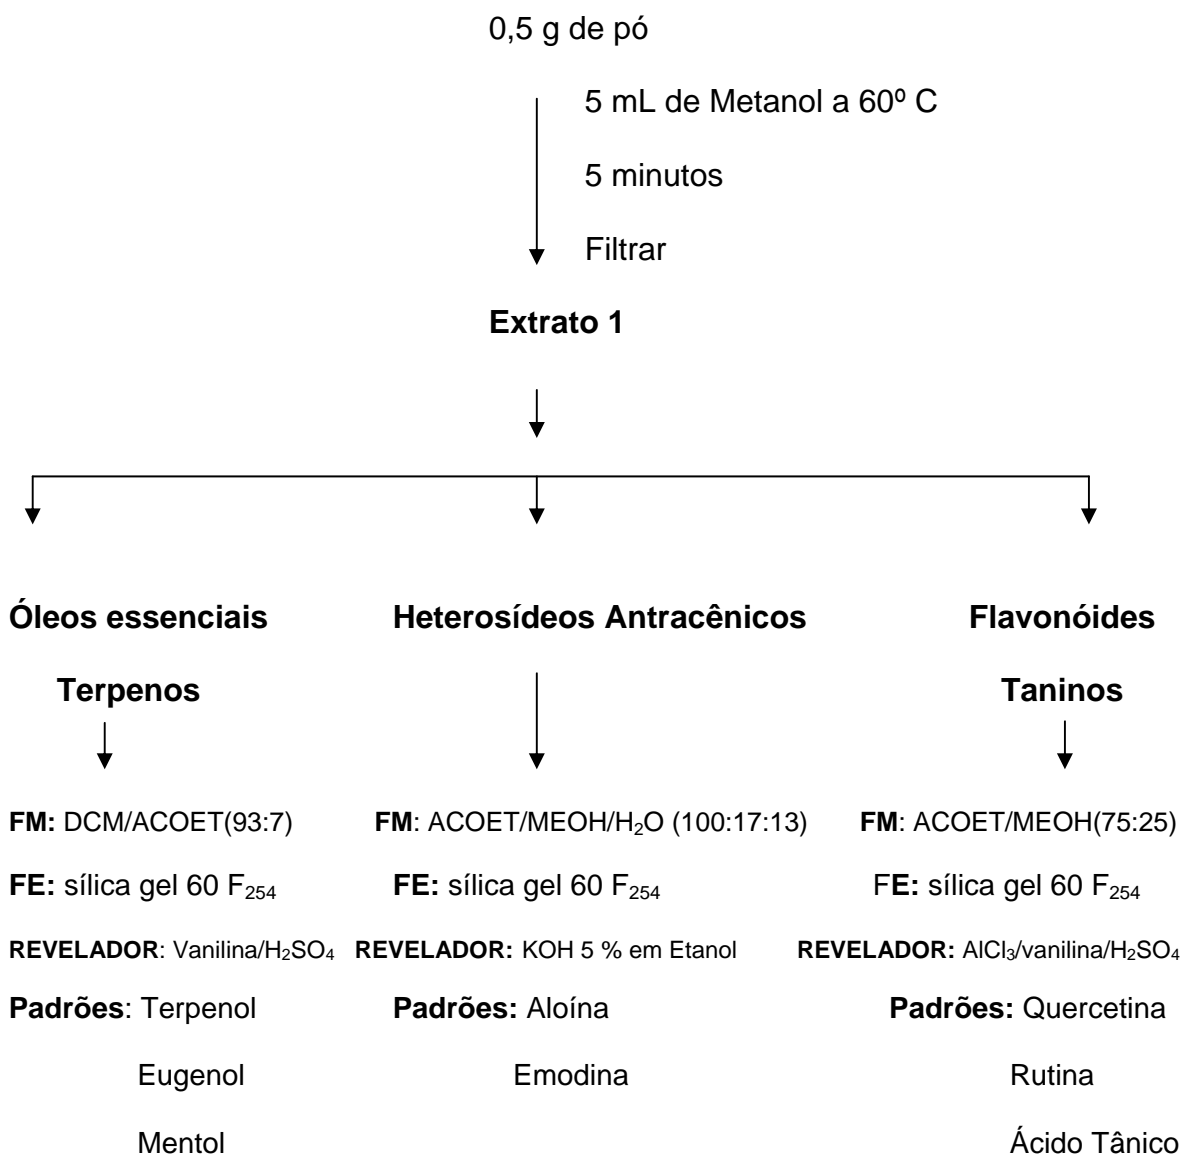 0,5 g de pó
5 mL de Metanol a 60º C
5 minutos
Filtrar
Extrato 1
Óleos essenciais Heterosídeos Antracênicos Flavonóides
Terpenos Taninos
FM: DCM/ACOET(93:7) FM: ACOET/MEOH/H₂O (100:17:13) FM: ACOET/MEOH(75:25)
FE: sílica gel 60 F₂₅₄ FE: sílica gel 60 F₂₅₄ FE: sílica gel 60 F₂₅₄
REVELADOR: Vanilina/H₂SO₄ REVELADOR: KOH 5 % em Etanol REVELADOR: AlCl₃/vanilina/H₂SO₄
Padrões: Terpenol Padrões: Aloína Padrões: Quercetina
Eugenol Emodina Rutina
Mentol Ácido Tânico